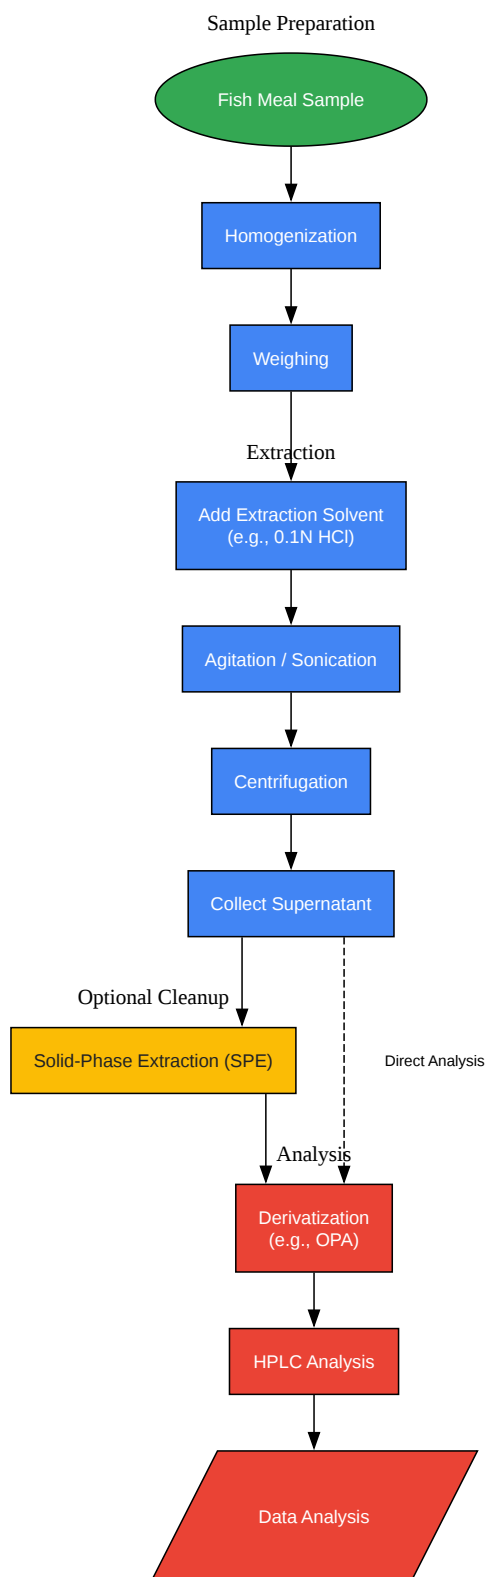 Sample Preparation
Fish Meal Sample
Homogenization
Weighing
Extraction
Add Extraction Solvent
(e.g., 0.1N HCl)
Agitation / Sonication
Centrifugation
Collect Supernatant
Optional Cleanup
Solid-Phase Extraction (SPE)
Direct Analysis
Analysis
Derivatization
(e.g., OPA)
HPLC Analysis
Data Analysis